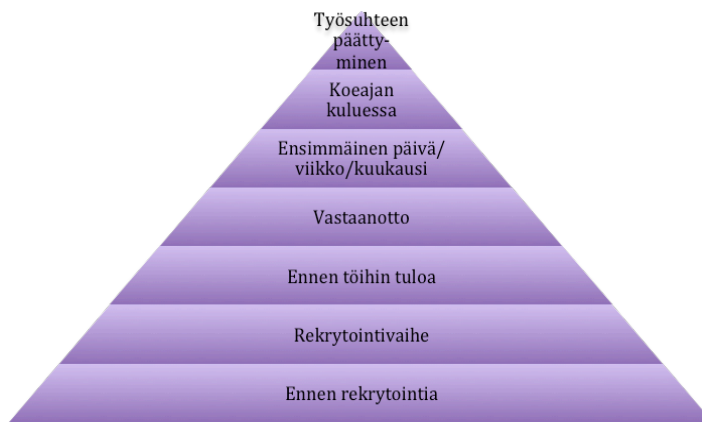 Työsuhteen
päätty-
minen
Koeajan
kuluessa
Ensimmäinen päivä/
viikko/kuukausi
Vastaanotto
Ennen töihin tuloa
Rekrytointivaihe
Ennen rekrytointia